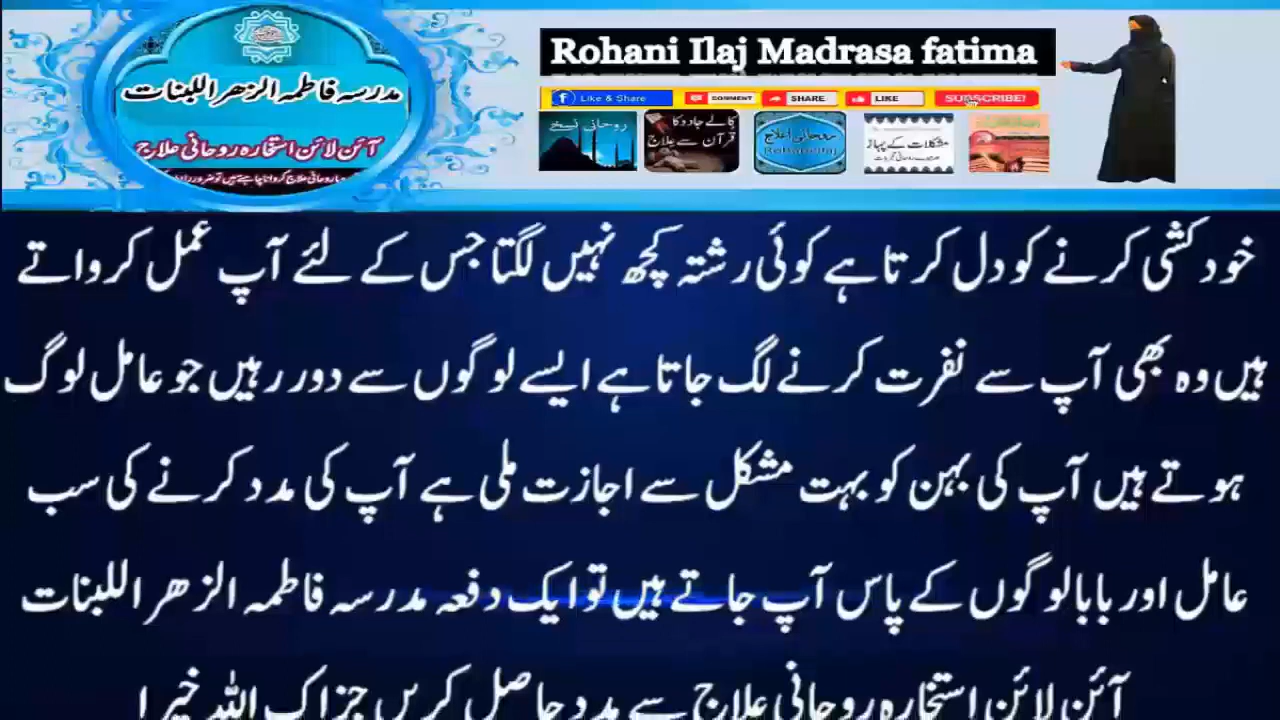 مدرسہ فاطمہ الزھراللبنات
آئن لائن استخارہ روحانی علاج
Rohani Ilaj Madrasa fatima
Like & Share
COMMENT
SHARE
LIKE
SUBSCRIBE!
روحانی نسخے
کالے جادو کا
قرآن سے علاج
روحانی علاج
مشکلات کے پہاڑ
خودکشی کرنے کو دل کرتا ہے کوئی رشتہ کچھ نہیں لگتا جس کے لئے آپ عمل کرواتے
ہیں وہ بھی آپ سے نفرت کرنے لگ جاتا ہے ایسے لوگوں سے دور رہیں جو عامل لوگ
ہوتے ہیں آپ کی بہن کو بہت مشکل سے اجازت ملی ہے آپ کی مدد کرنے کی سب
عامل اور بابا لوگوں کے پاس آپ جاتے ہیں تو ایک دفعہ مدرسہ فاطمہ الزھراللبنات
آئن لائن استخارہ روحانی علاج سے مدد حاصل کریں جزاک اللہ خیرا